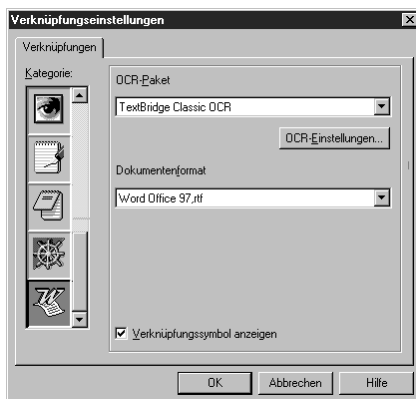 Verknüpfungseinstellungen
Verknüpfungen
Kategorie:
OCR-Paket
TextBridge Classic OCR
OCR-Einstellungen...
Dokumentenformat
Word Office 97,rtf
Verknüpfungssymbol anzeigen
OK Abbrechen Hilfe